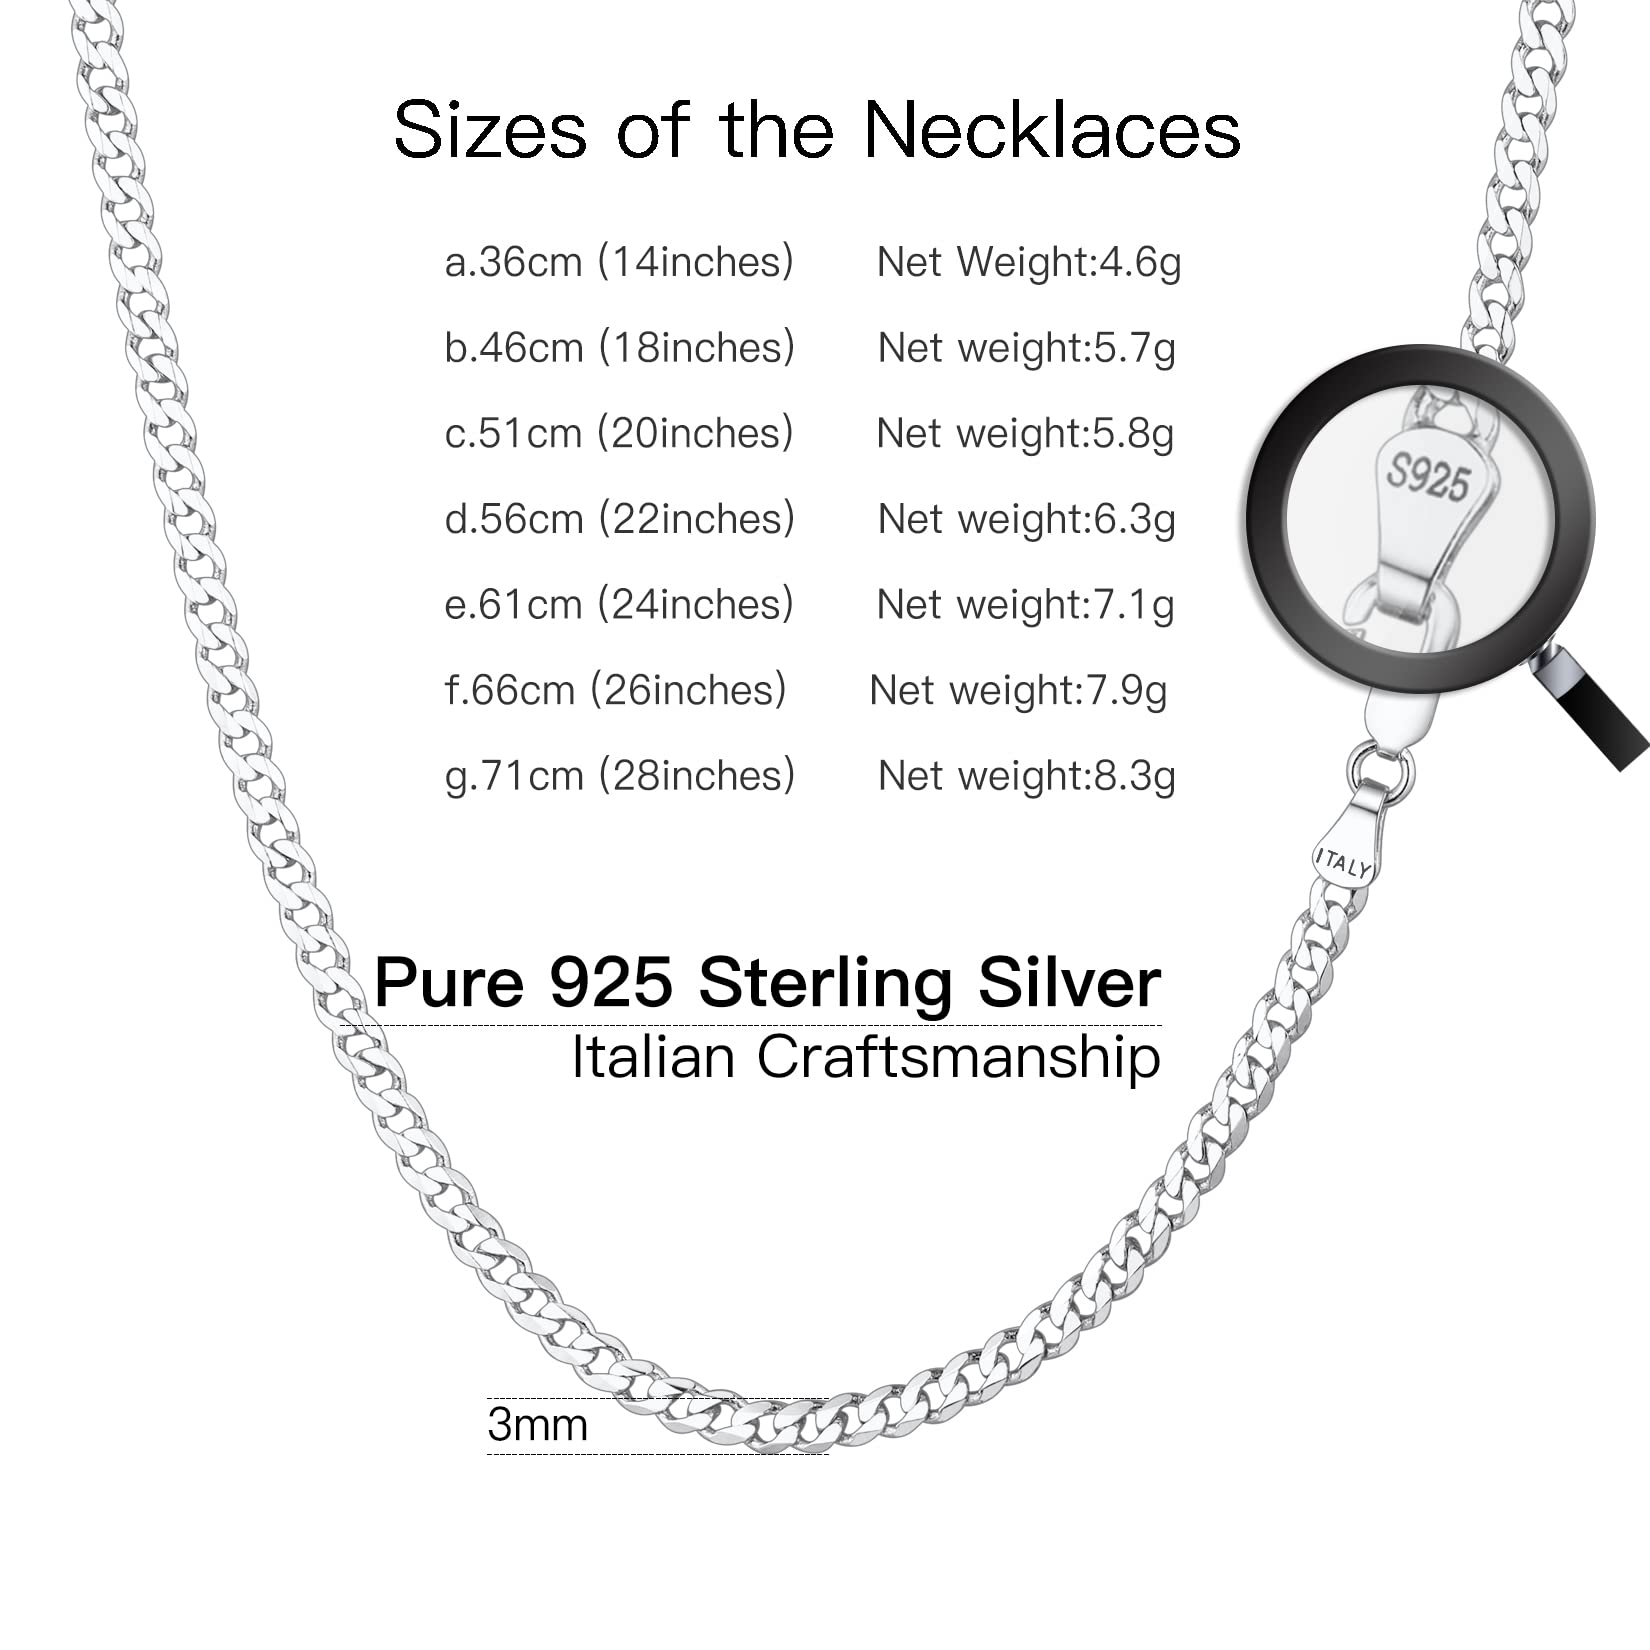 Sizes of the Necklaces
a.36cm (14inches) Net Weight:4.6g
b.46cm (18inches) Net weight:5.7g
c.51cm (20inches) Net weight:5.8g
d.56cm (22inches) Net weight:6.3g
e.61cm (24inches) Net weight:7.1g
f.66cm (26inches) Net weight:7.9g
g.71cm (28inches) Net weight:8.3g
S925
ITALY
Pure 925 Sterling Silver
Italian Craftsmanship
3mm